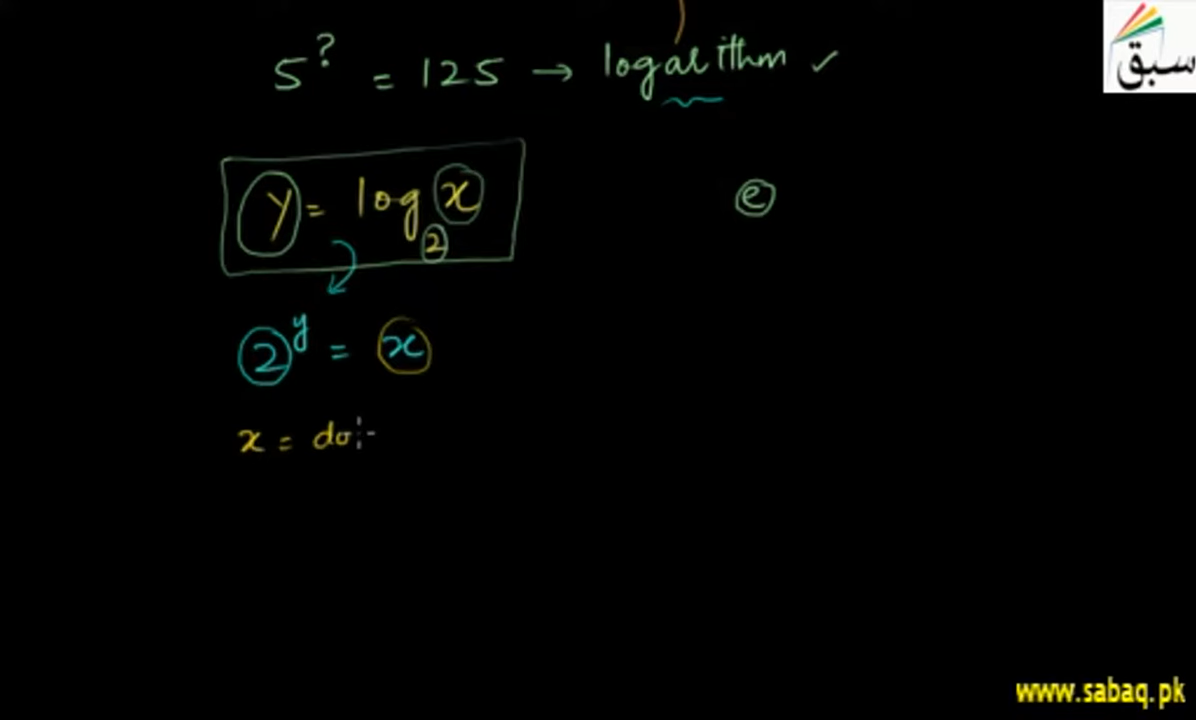 5^? = 125 → logarithm ✓
y = log₂ x
e
2^y = x
x = do
سبق
www.sabaq.pk